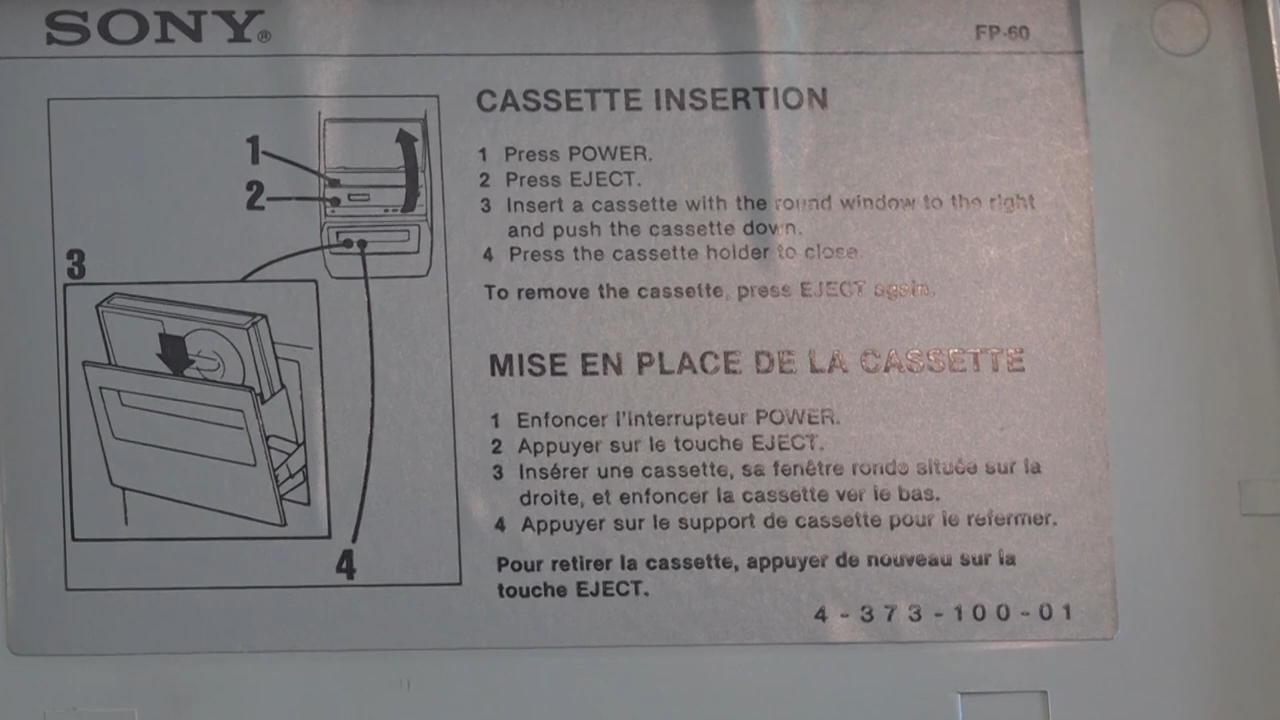 SONY®
FP-60
CASSETTE INSERTION
1 Press POWER.
2 Press EJECT.
3 Insert a cassette with the round window to the right
and push the cassette down.
4 Press the cassette holder to close.
To remove the cassette, press EJECT again.
MISE EN PLACE DE LA CASSETTE
1 Enfoncer l'interrupteur POWER.
2 Appuyer sur le touche EJECT.
3 Insérer une cassette, sa fenêtre ronde située sur la
droite, et enfoncer la cassette ver le bas.
4 Appuyer sur le support de cassette pour le refermer.
Pour retirer la cassette, appuyer de nouveau sur la
touche EJECT.
4-373-100-01
1
2
3
4